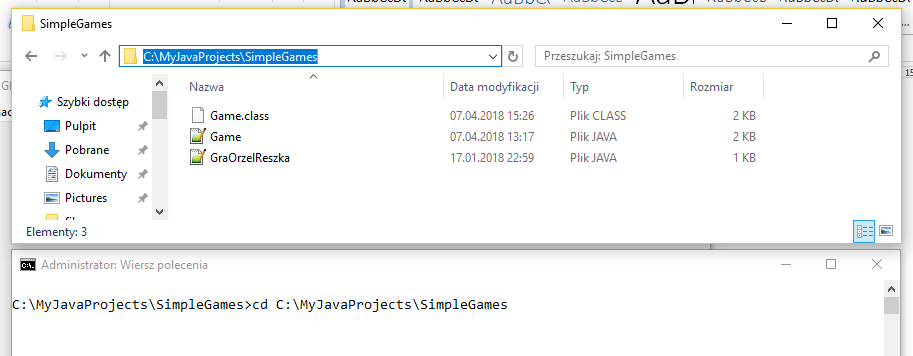 SimpleGames
C:\MyJavaProjects\SimpleGames
Przeszukaj: SimpleGames
Nazwa Data modyfikacji Typ Rozmiar
Szybki dostęp
Pulpit
Pobrane
Dokumenty
Pictures
Game.class 07.04.2018 15:26 Plik CLASS 2 KB
Game 07.04.2018 13:17 Plik JAVA 2 KB
GraOrzelReszka 17.01.2018 22:59 Plik JAVA 1 KB
Elementy: 3
Administrator: Wiersz polecenia
C:\MyJavaProjects\SimpleGames>cd C:\MyJavaProjects\SimpleGames